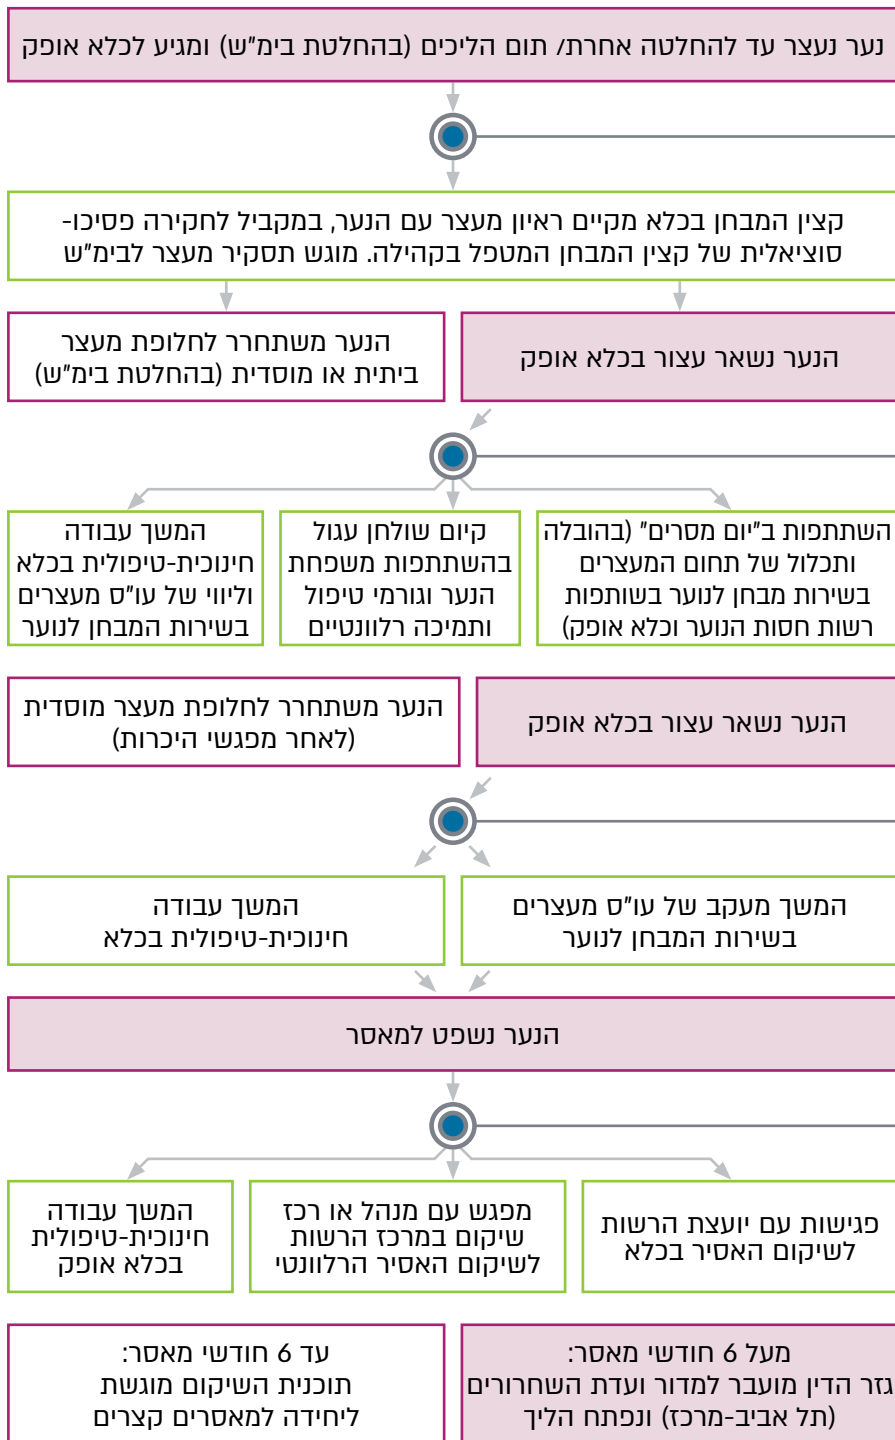 נער נעצר עד להחלטה אחרת/ תום הליכים (בהחלטת בימ"ש) ומגיע לכלא אופק
קצין המבחן בכלא מקיים ראיון מעצר עם הנער, במקביל לחקירה פסיכו-
סוציאלית של קצין המבחן המטפל בקהילה. מוגש תסקיר מעצר לבימ"ש
הנער נשאר עצור בכלא אופק
הנער משתחרר לחלופת מעצר
ביתית או מוסדית (בהחלטת בימ"ש)
השתתפות ב"יום מסרים" (בהובלה
ותכלול של תחום המעצרים
בשירות מבחן לנוער בשותפות
רשות חסות הנוער וכלא אופק)
קיום שולחן עגול
בהשתתפות משפחת
הנער וגורמי טיפול
ותמיכה רלוונטיים
המשך עבודה
חינוכית-טיפולית בכלא
וליווי של עו"ס מעצרים
בשירות המבחן לנוער
הנער נשאר עצור בכלא אופק
הנער משתחרר לחלופת מעצר מוסדית
(לאחר מפגשי היכרות)
המשך מעקב של עו"ס מעצרים
בשירות המבחן לנוער
המשך עבודה
חינוכית-טיפולית בכלא
הנער נשפט למאסר
פגישות עם יועצת הרשות
לשיקום האסיר בכלא
מפגש עם מנהל או רכז
שיקום במרכז הרשות
לשיקום האסיר הרלוונטי
המשך עבודה
חינוכית-טיפולית
בכלא אופק
מעל 6 חודשי מאסר:
גזר הדין מועבר למדור ועדת השחרורים
(תל אביב-מרכז) ונפתח הליך
עד 6 חודשי מאסר:
תוכנית השיקום מוגשת
ליחידה למאסרים קצרים